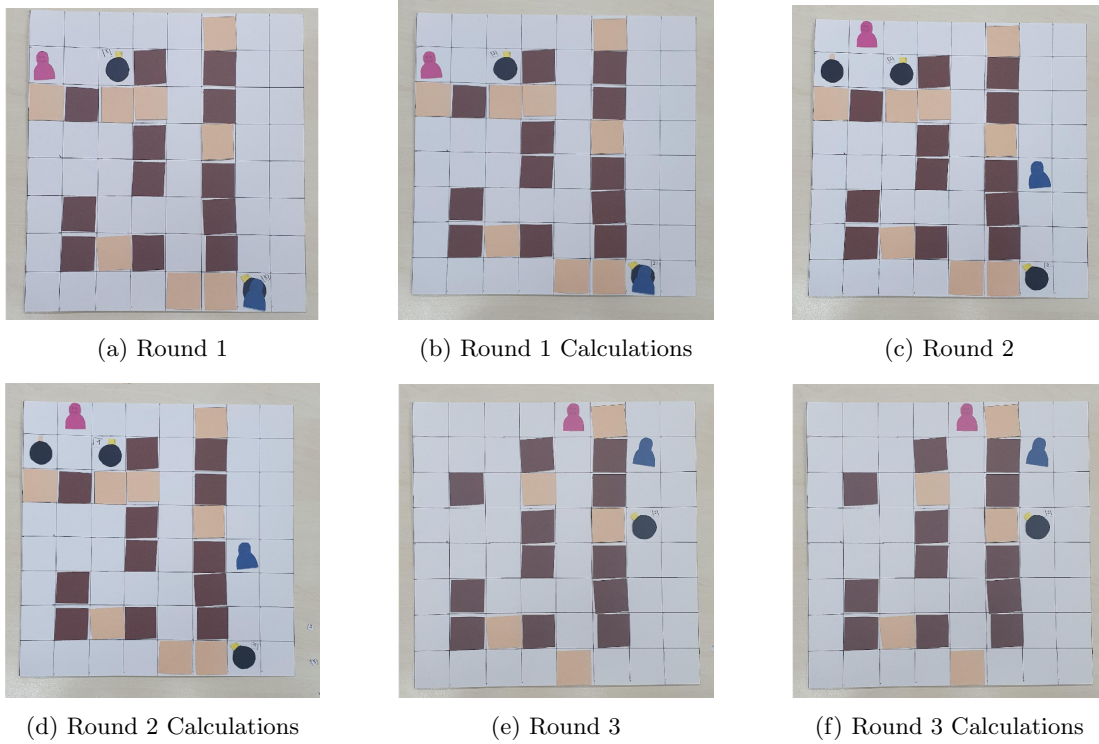 (a) Round 1
(b) Round 1 Calculations
(c) Round 2
(d) Round 2 Calculations
(e) Round 3
(f) Round 3 Calculations